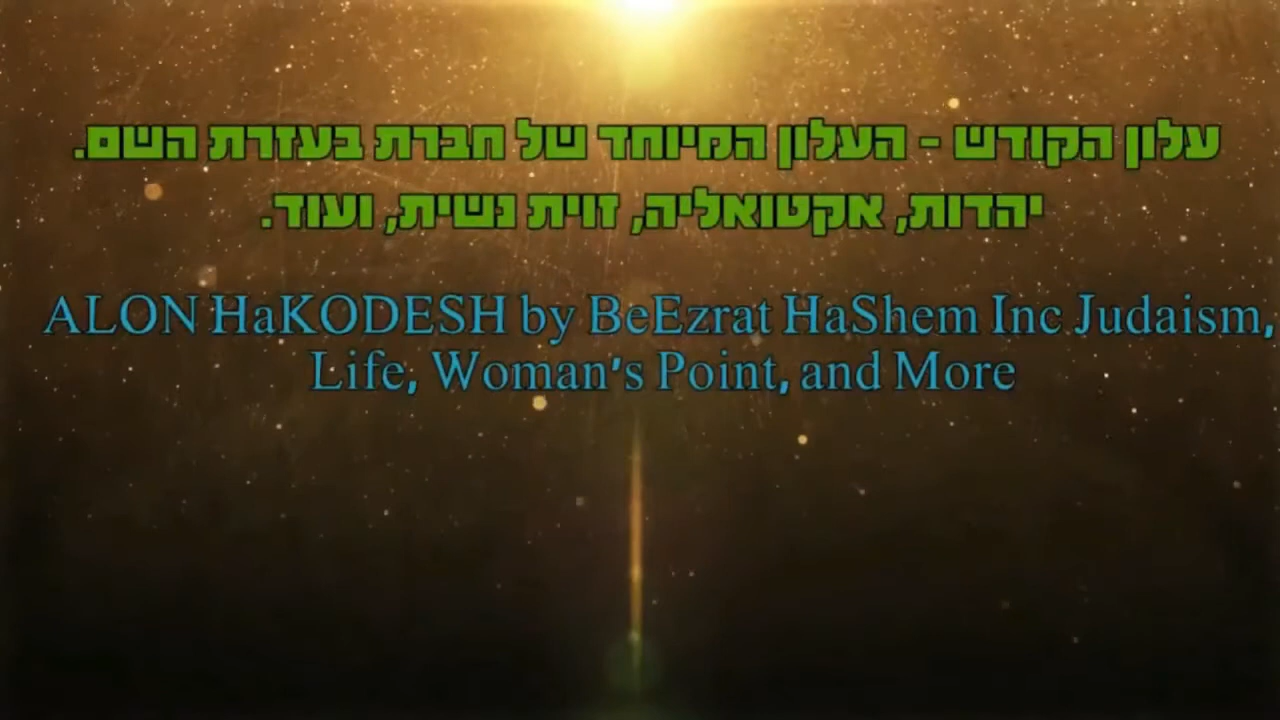 עלון הקודש - העלון המיוחד של חברת בעזרת השם.
יהדות, אקטואליה, זוית נשית, ועוד.
ALON HaKODESH by BeEzrat HaShem Inc Judaism,
Life, Woman's Point, and More